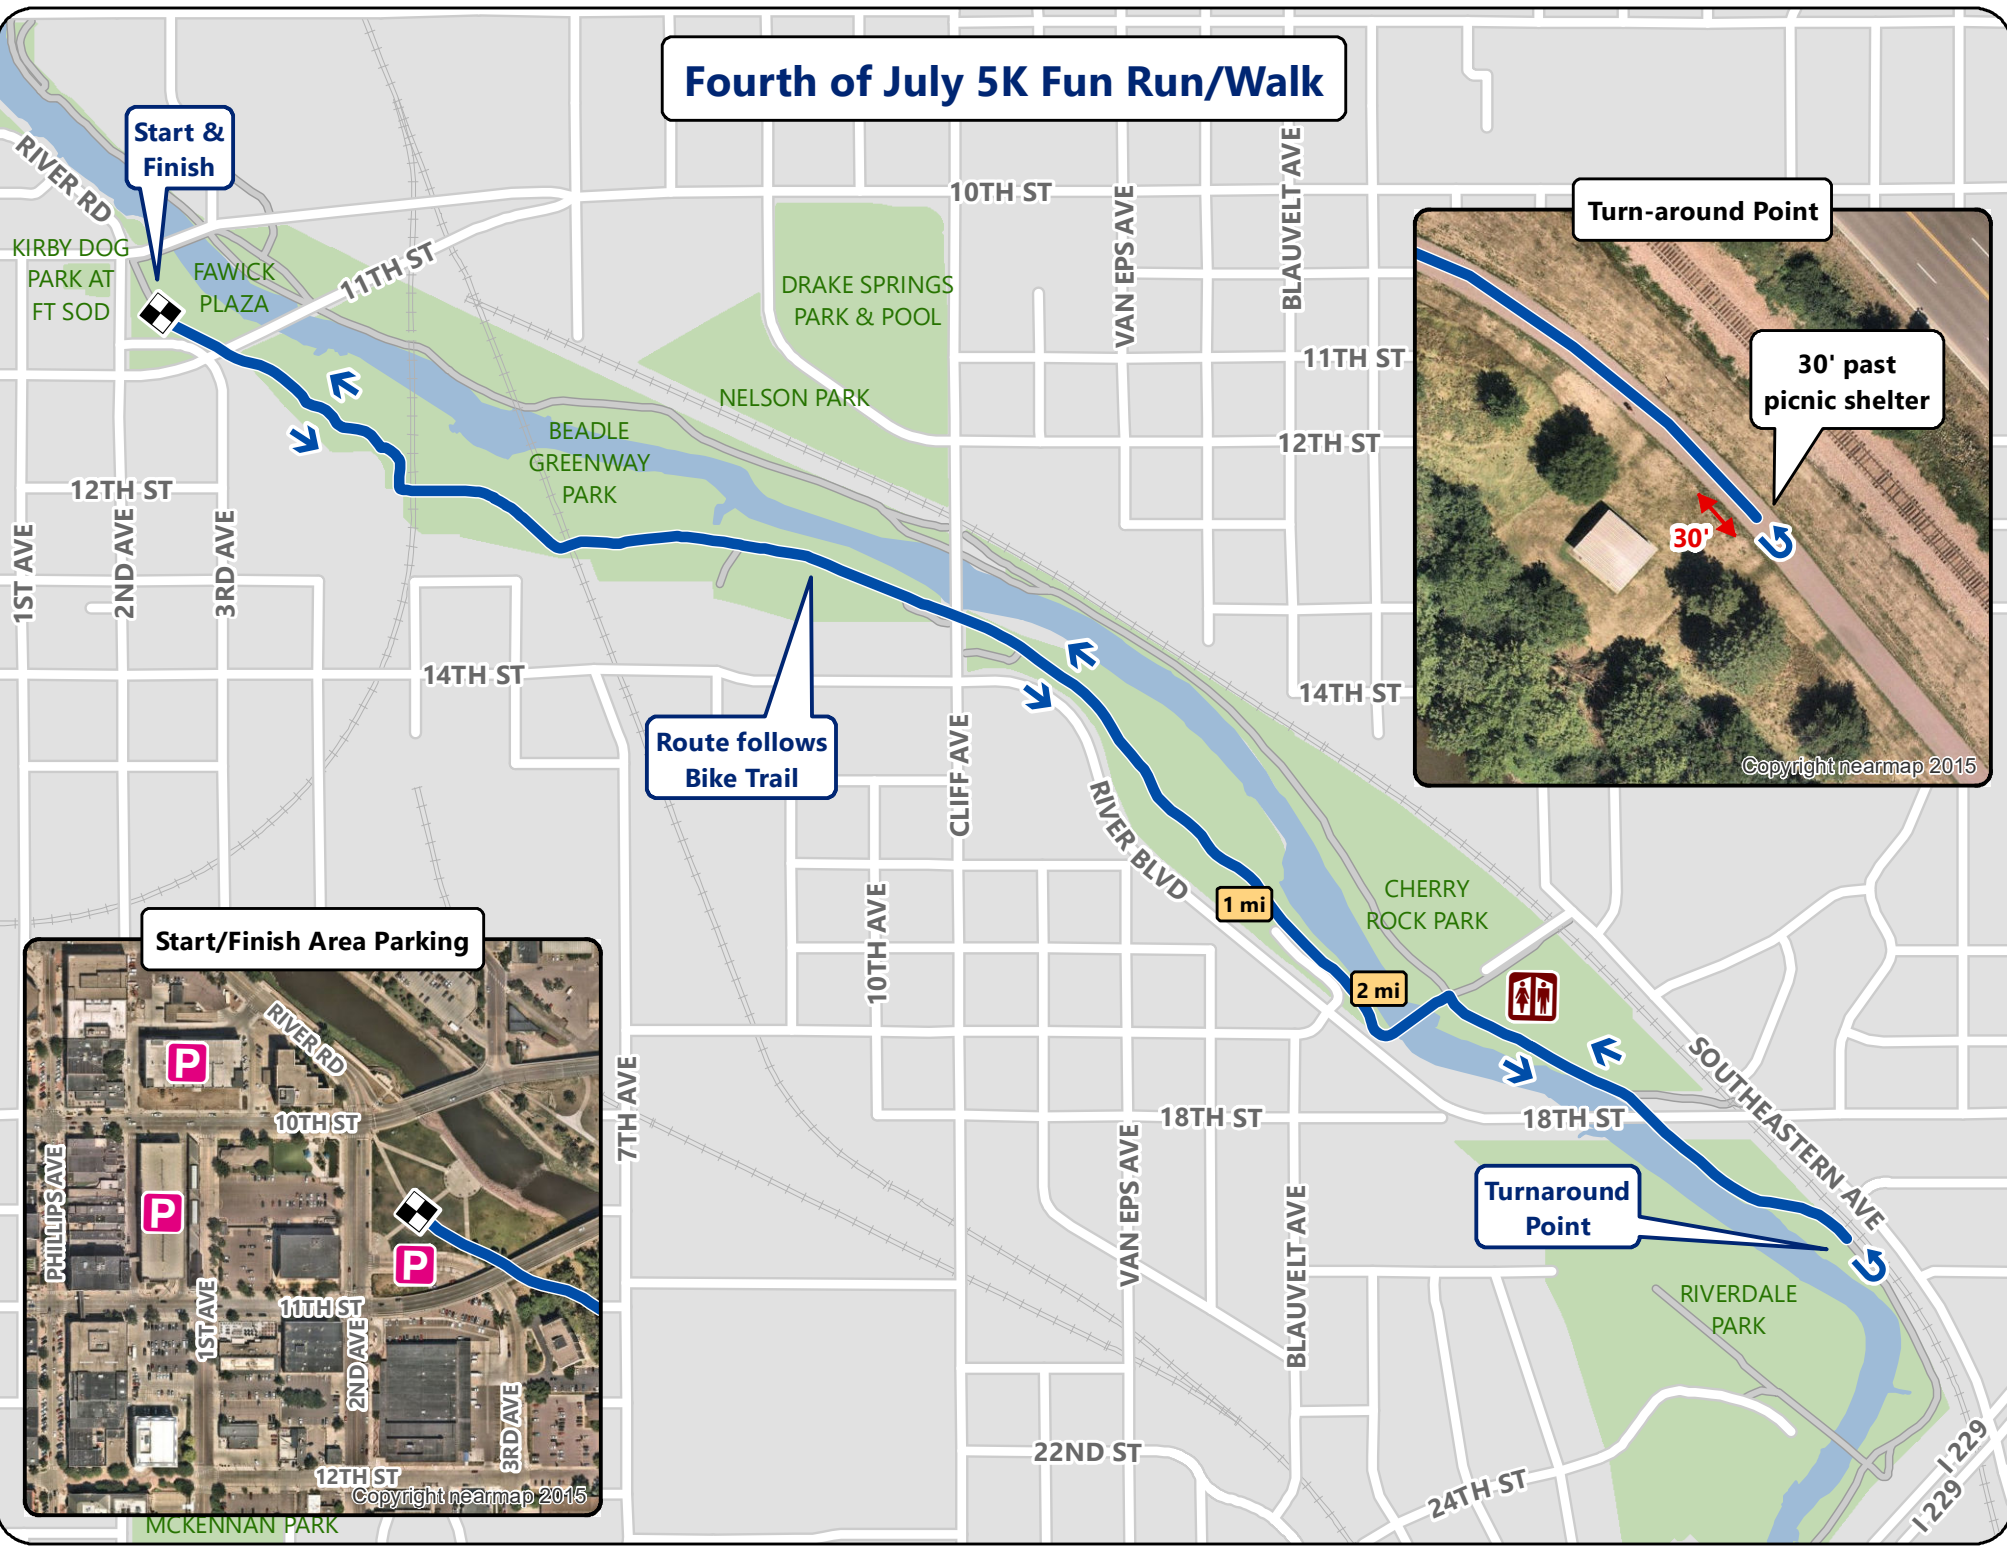 Fourth of July 5K Fun Run/Walk
Start &
Finish
RIVER RD
KIRBY DOG
PARK AT
FT SOD
FAWICK
PLAZA
11TH ST
10TH ST
VAN EPS AVE
BLAUVELT AVE
DRAKE SPRINGS
PARK & POOL
NELSON PARK
11TH ST
12TH ST
BEADLE
GREENWAY
PARK
12TH ST
1ST AVE
2ND AVE
3RD AVE
14TH ST
14TH ST
Route follows
Bike Trail
CLIFF AVE
RIVER BLVD
10TH AVE
1 mi
2 mi
CHERRY
ROCK PARK
SOUTHEASTERN AVE
7TH AVE
18TH ST
18TH ST
VAN EPS AVE
BLAUVELT AVE
Turnaround
Point
RIVERDALE
PARK
22ND ST
24TH ST
I 229
I 229
MCKENNAN PARK
Turn-around Point
30' past
picnic shelter
30'
Copyright nearmap 2015
Start/Finish Area Parking
RIVER RD
P
10TH ST
PHILLIPS AVE
P
P
1ST AVE
11TH ST
2ND AVE
3RD AVE
12TH ST
Copyright nearmap 2015